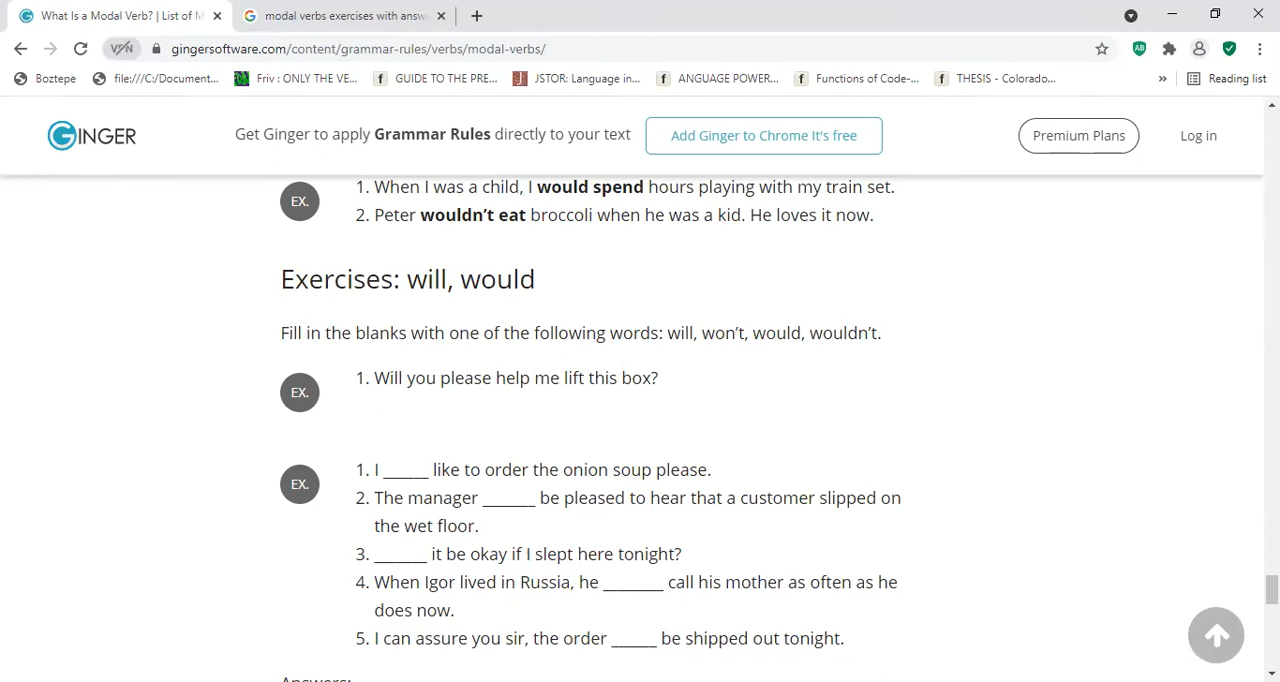 What Is a Modal Verb? | List of M
modal verbs exercises with answ
VPN
gingersoftware.com/content/grammar-rules/verbs/modal-verbs/
AB
Boztepe
file:///C:/Document...
Friv : ONLY THE VE...
GUIDE TO THE PRE...
JSTOR: Language in...
ANGUAGE POWER...
Functions of Code-...
THESIS - Colorado...
»
Reading list
GINGER
Get Ginger to apply Grammar Rules directly to your text
Add Ginger to Chrome It's free
Premium Plans
Log in
EX.
1. When I was a child, I would spend hours playing with my train set.
2. Peter wouldn't eat broccoli when he was a kid. He loves it now.
Exercises: will, would
Fill in the blanks with one of the following words: will, won't, would, wouldn't.
EX.
1. Will you please help me lift this box?
EX.
1. I _____ like to order the onion soup please.
2. The manager ______ be pleased to hear that a customer slipped on
the wet floor.
3. ______ it be okay if I slept here tonight?
4. When Igor lived in Russia, he _______ call his mother as often as he
does now.
5. I can assure you sir, the order _____ be shipped out tonight.
Answers: